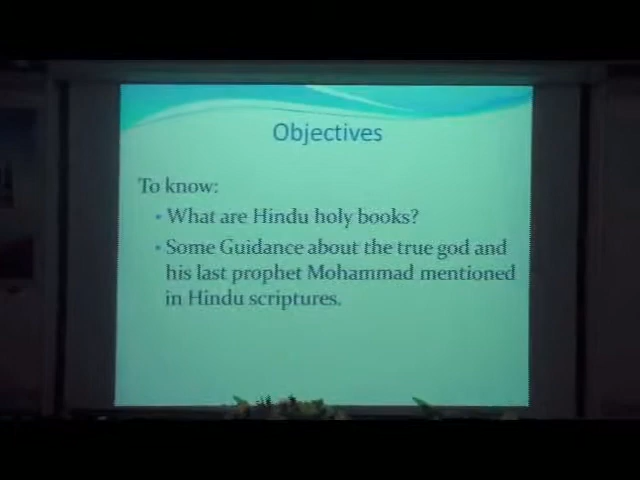 Objectives
To know:
• What are Hindu holy books?
• Some Guidance about the true god and
his last prophet Mohammad mentioned
in Hindu scriptures.